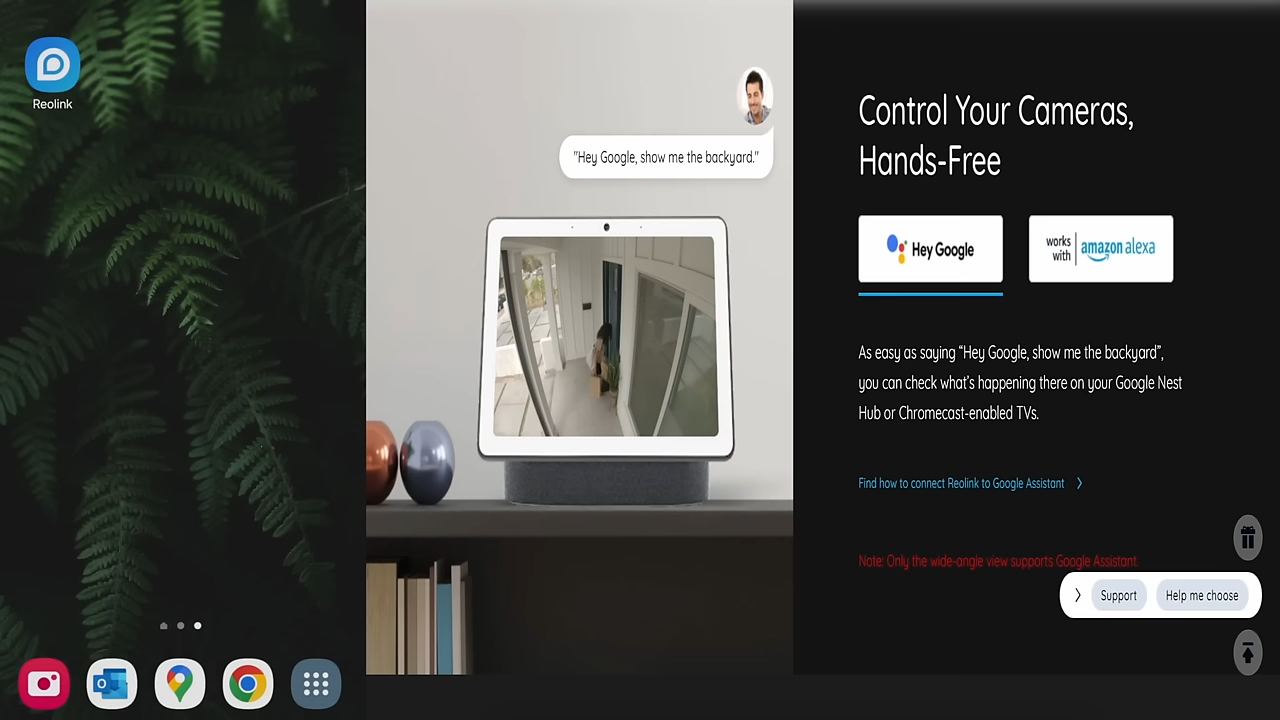 Reolink
"Hey Google, show me the backyard."
Control Your Cameras,
Hands-Free
Hey Google
works
with
amazon alexa
As easy as saying “Hey Google, show me the backyard”,
you can check what’s happening there on your Google Nest
Hub or Chromecast-enabled TVs.
Find how to connect Reolink to Google Assistant
Note: Only the wide-angle view supports Google Assistant.
Support
Help me choose